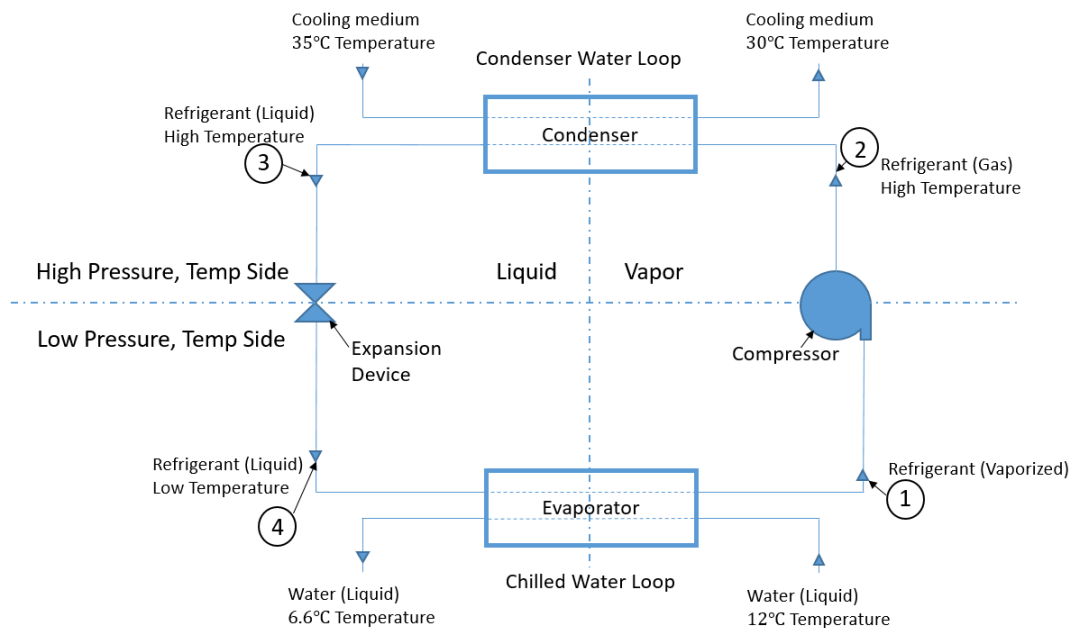 Cooling medium
35°C Temperature
Cooling medium
30°C Temperature
Condenser Water Loop
Refrigerant (Liquid)
High Temperature
Condenser
3
2
Refrigerant (Gas)
High Temperature
High Pressure, Temp Side
Liquid
Vapor
Low Pressure, Temp Side
Expansion
Device
Compressor
Refrigerant (Liquid)
Low Temperature
Refrigerant (Vaporized)
4
Evaporator
1
Chilled Water Loop
Water (Liquid)
6.6°C Temperature
Water (Liquid)
12°C Temperature